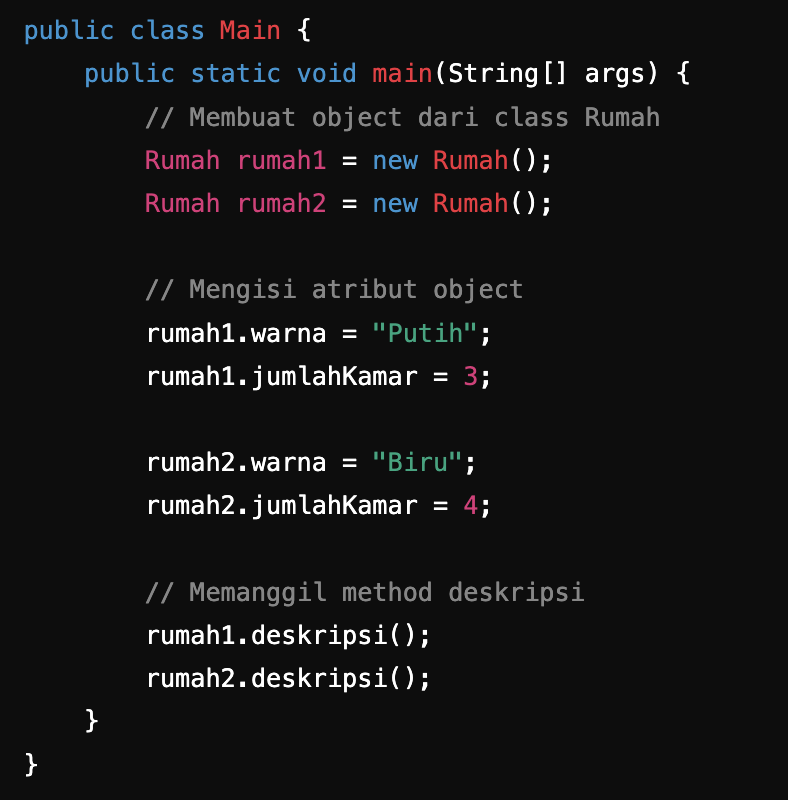 public class Main {
    public static void main(String[] args) {
        // Membuat object dari class Rumah
        Rumah rumah1 = new Rumah();
        Rumah rumah2 = new Rumah();

        // Mengisi atribut object
        rumah1.warna = "Putih";
        rumah1.jumlahKamar = 3;

        rumah2.warna = "Biru";
        rumah2.jumlahKamar = 4;

        // Memanggil method deskripsi
        rumah1.deskripsi();
        rumah2.deskripsi();
    }
}